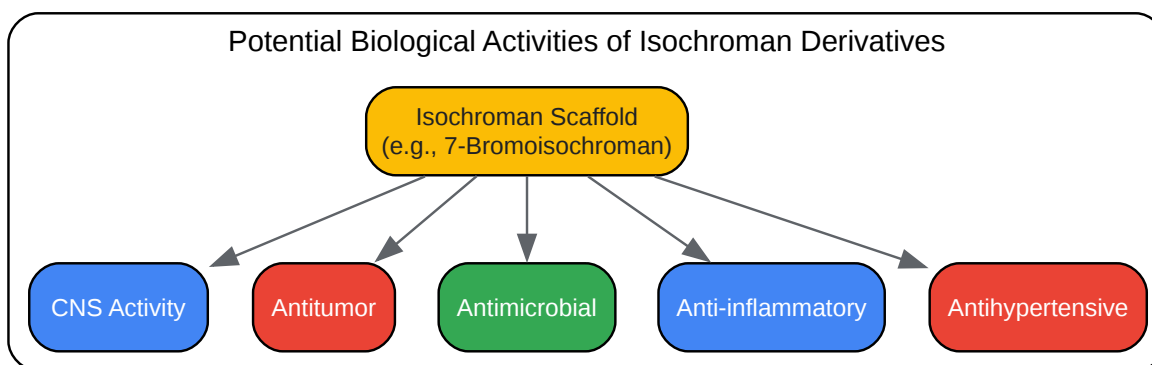 Potential Biological Activities of Isochroman Derivatives
Isochroman Scaffold
(e.g., 7-Bromoisochroman)
CNS Activity
Antitumor
Antimicrobial
Anti-inflammatory
Antihypertensive